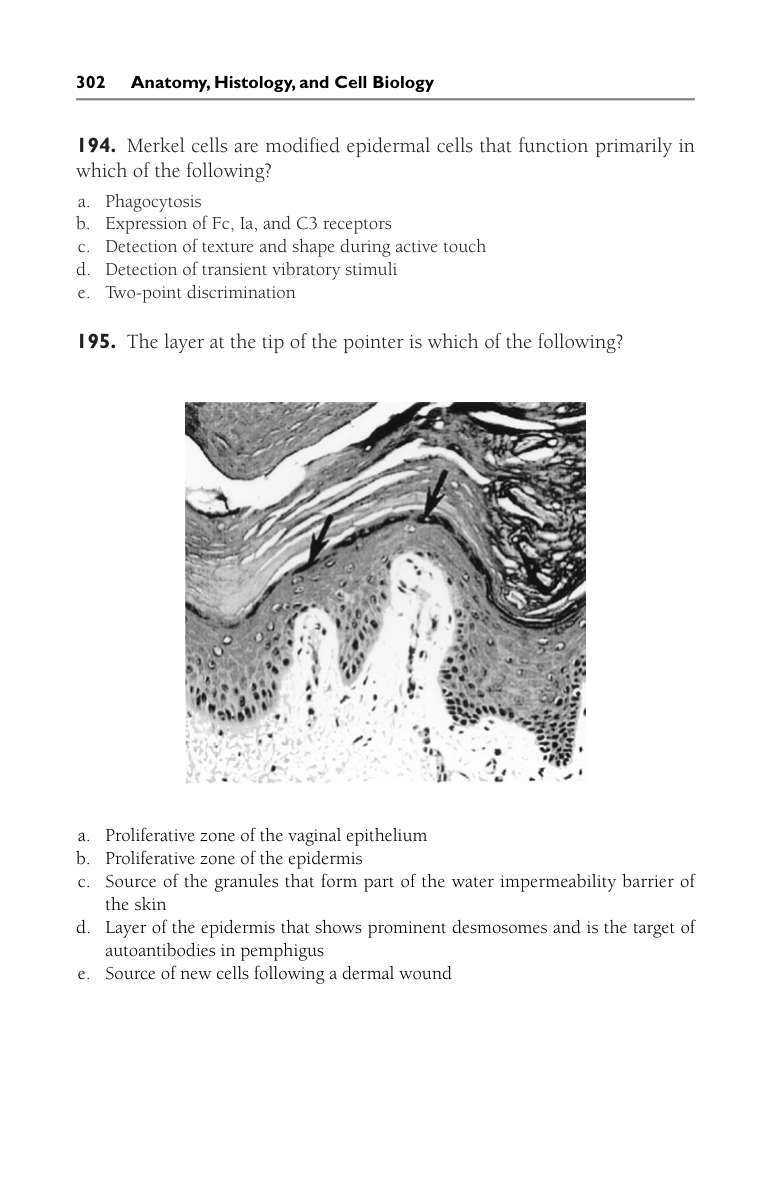 302 Anatomy, Histology, and Cell Biology
194. Merkel cells are modified epidermal cells that function primarily in
which of the following?
a. Phagocytosis
b. Expression of Fc, Ia, and C3 receptors
c. Detection of texture and shape during active touch
d. Detection of transient vibratory stimuli
e. Two-point discrimination
195. The layer at the tip of the pointer is which of the following?
a. Proliferative zone of the vaginal epithelium
b. Proliferative zone of the epidermis
c. Source of the granules that form part of the water impermeability barrier of
the skin
d. Layer of the epidermis that shows prominent desmosomes and is the target of
autoantibodies in pemphigus
e. Source of new cells following a dermal wound